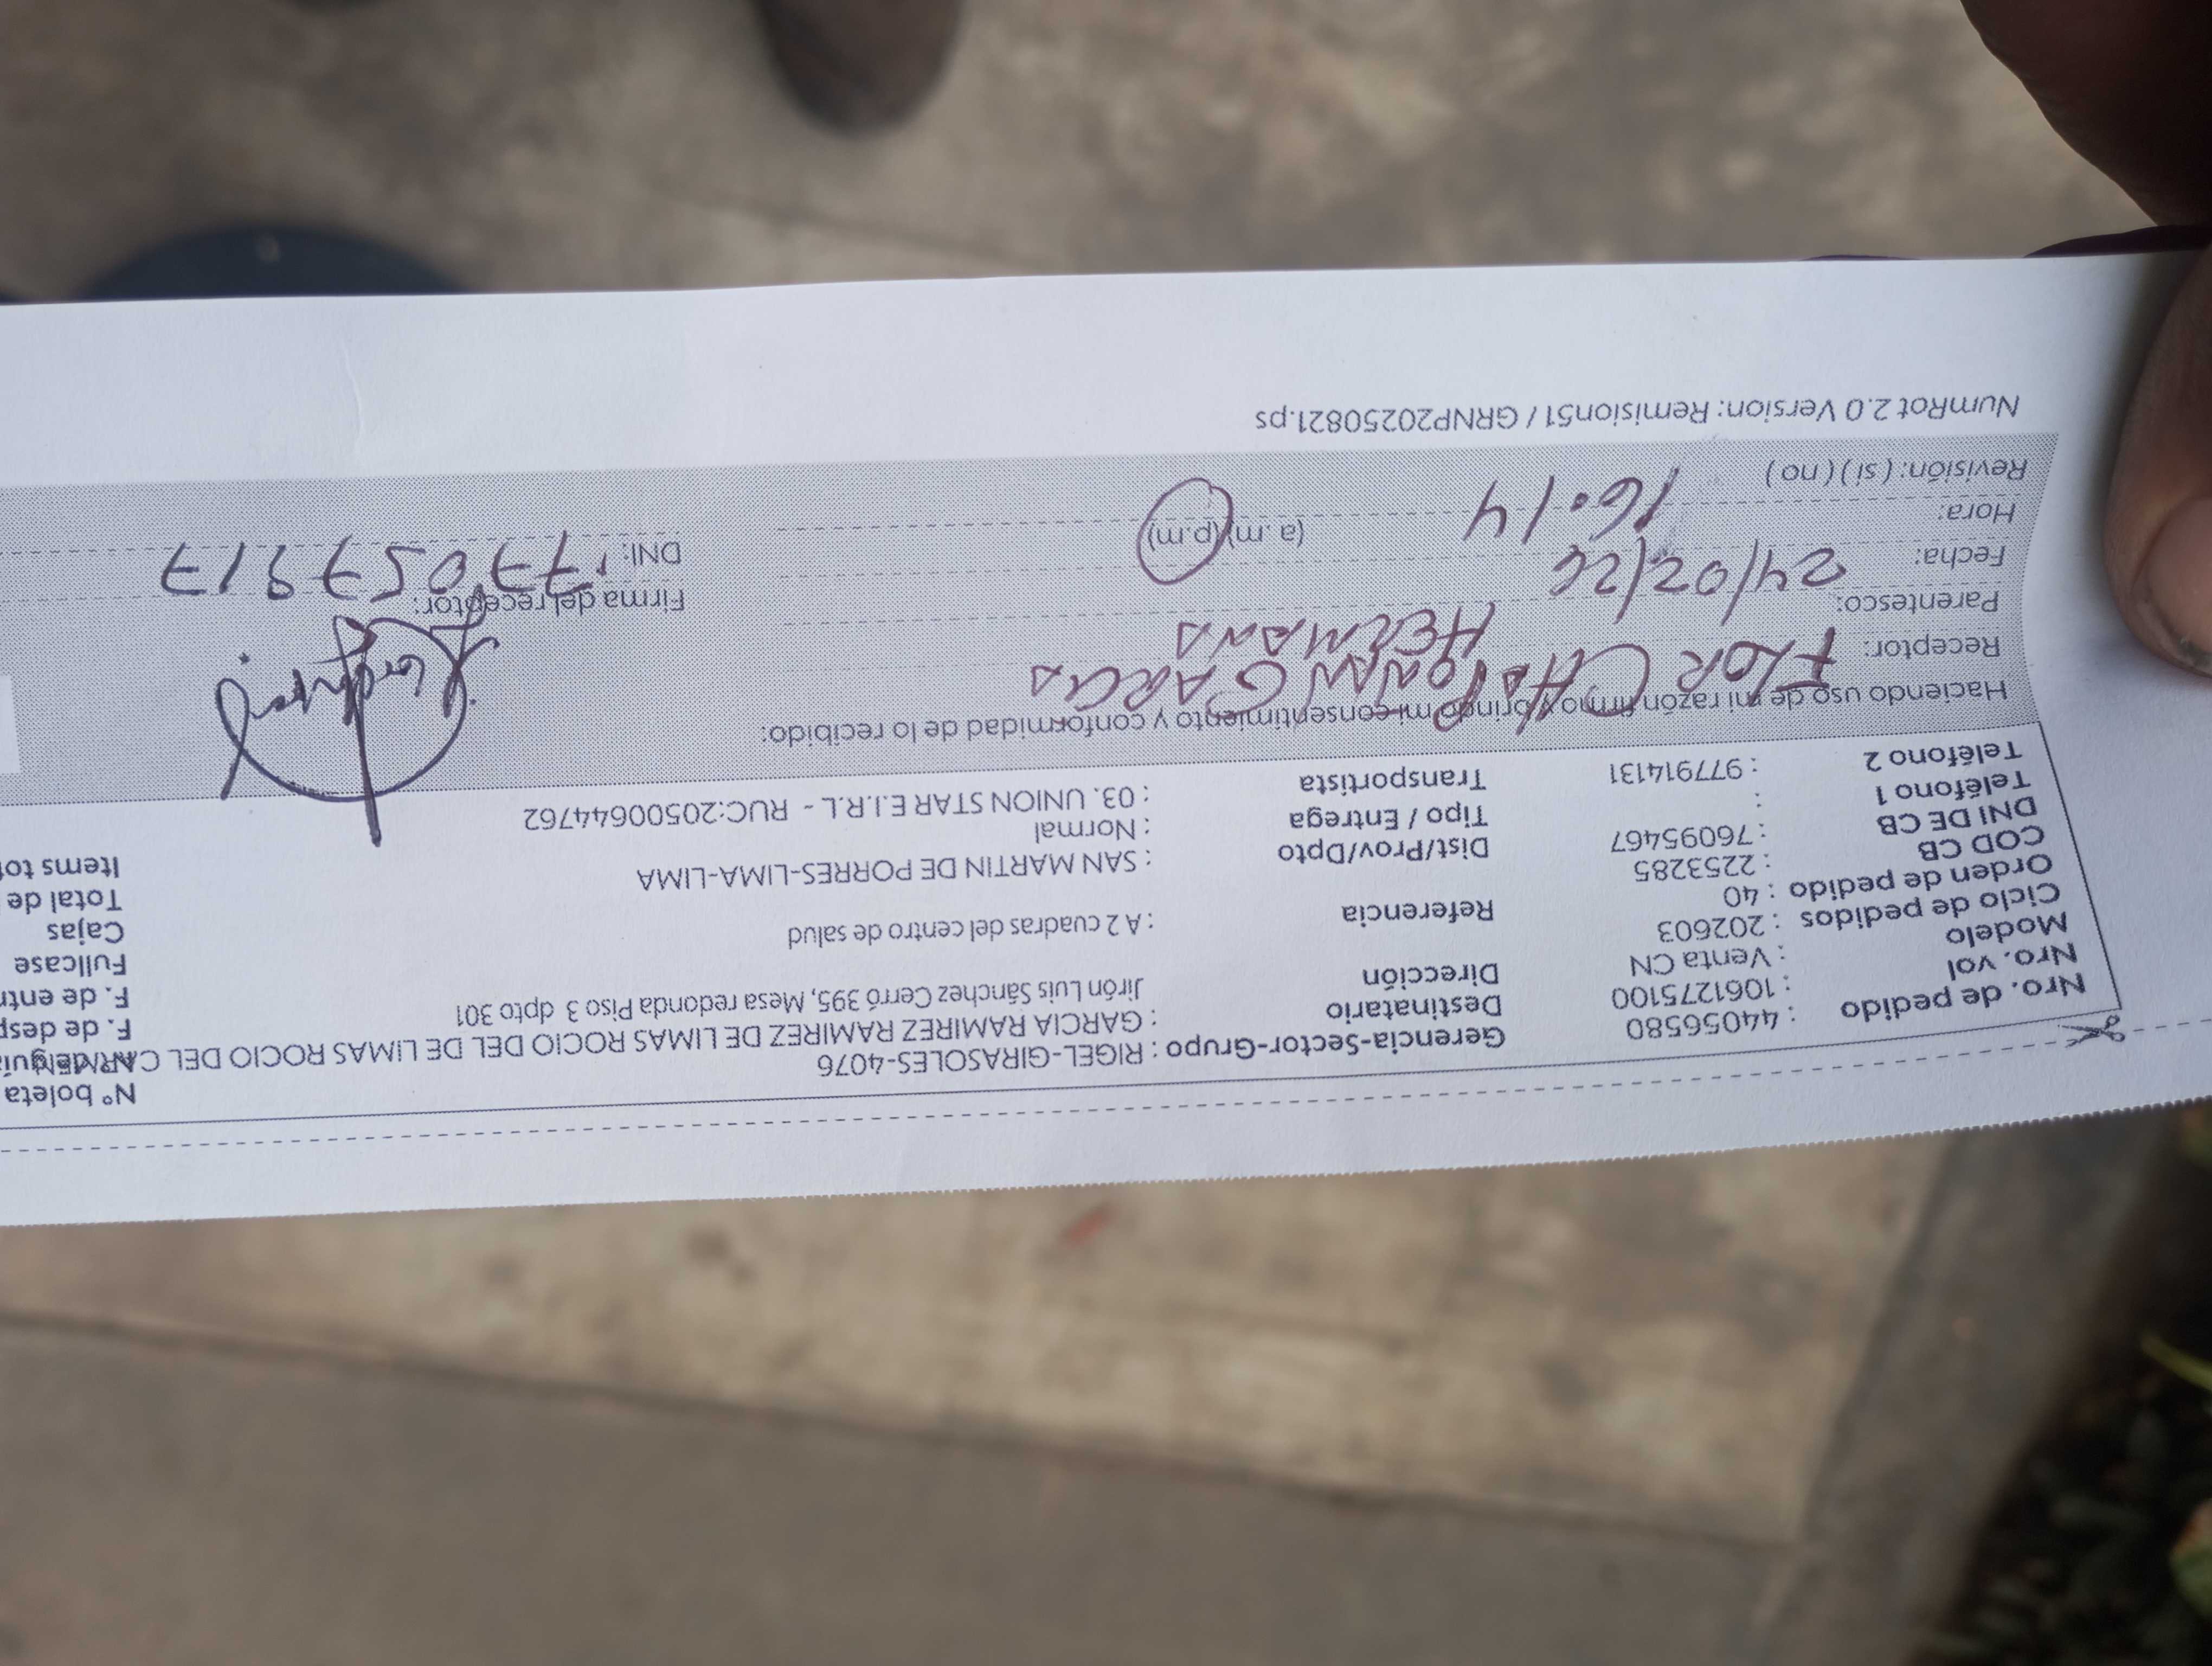 Nº boleta
Nro. de pedido : 44056580 Gerencia-Sector-Grupo : RIGEL-GIRASOLES-4076
Nro. vol : 1061275100 Destinatario : GARCIA RAMIREZ RAMIREZ DE LIMAS ROCIO DEL DE LIMAS ROCIO DEL CARMEN
Modelo : Venta CN Dirección Jirón Luis Sánchez Cerró 395, Mesa redonda Piso 3 dpto 301 F. de desp
Ciclo de pedidos : 202603 F. de entr
Orden de pedido : 40 Referencia : A 2 cuadras del centro de salud Fullcase
COD CB : 2253285 Cajas
DNI DE CB : 76095467 Dist/Prov/Dpto : SAN MARTIN DE PORRES-LIMA-LIMA Total de
Teléfono 1 : Tipo / Entrega : Normal Items tot
Teléfono 2 : 977914131 Transportista : 03. UNION STAR E.I.R.L - RUC:20500644762
Haciendo uso de mi razón firmo y brindo mi consentimiento y conformidad de lo recibido:
Receptor: FLOR GARCIA
Parentesco: HERMANA Firma del receptor:
Fecha: 24/02/26 DNI:
Hora: 16:14 (a.m)(p.m)
Revisión: (si) (no)
NumRot 2.0 Version: Remision51 / GRNP20250821.ps